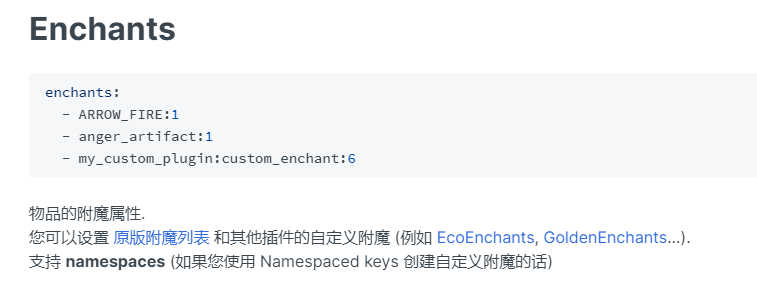 Enchants
enchants:
  - ARROW_FIRE:1
  - anger_artifact:1
  - my_custom_plugin:custom_enchant:6
物品的附魔属性.
您可以设置 原版附魔列表 和其他插件的自定义附魔 (例如 EcoEnchants, GoldenEnchants...).
支持 namespaces (如果您使用 Namespaced keys 创建自定义附魔的话)